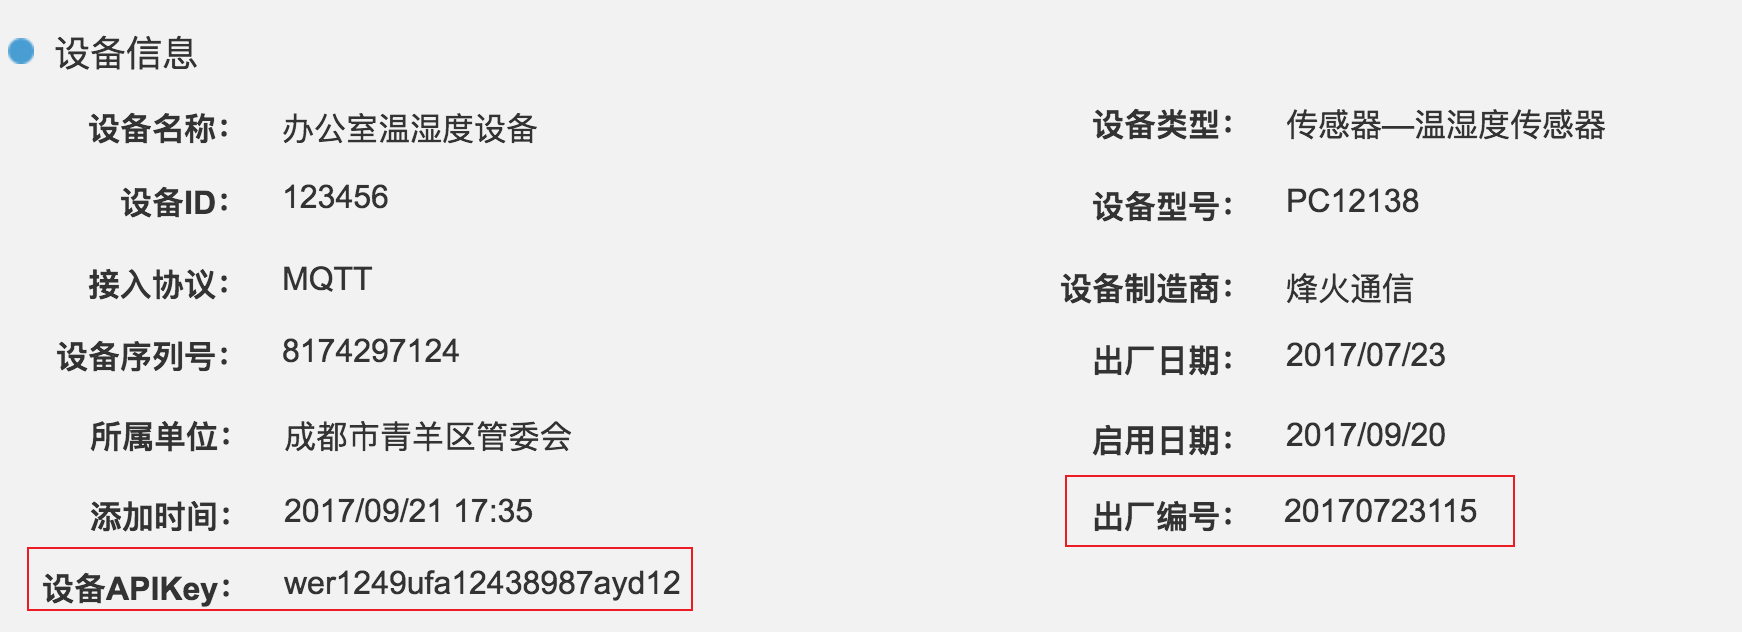 设备信息
设备名称： 办公室温湿度设备
设备类型： 传感器—温湿度传感器
设备ID： 123456
设备型号： PC12138
接入协议： MQTT
设备制造商： 烽火通信
设备序列号： 8174297124
出厂日期： 2017/07/23
所属单位： 成都市青羊区管委会
启用日期： 2017/09/20
添加时间： 2017/09/21 17:35
出厂编号： 20170723115
设备APIKey： wer1249ufa12438987ayd12